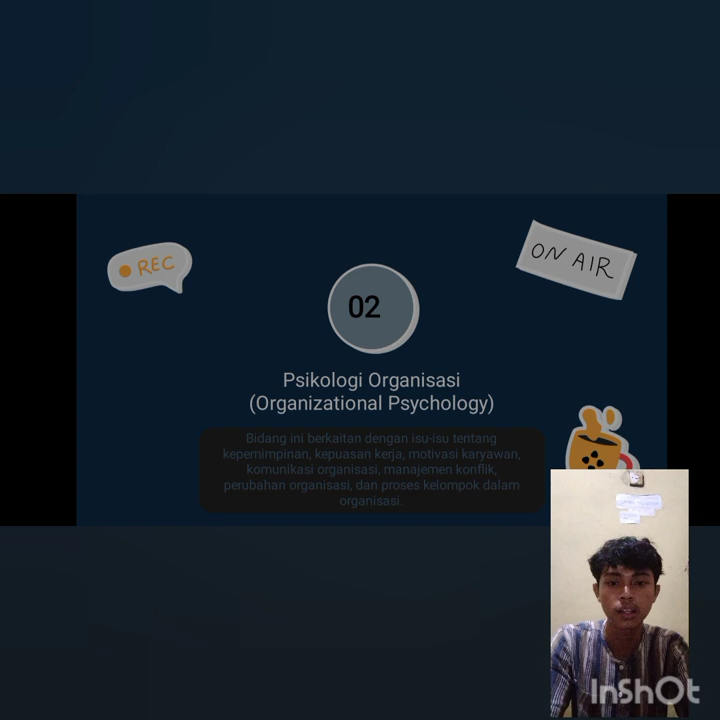 REC
ON AIR
02
Psikologi Organisasi
(Organizational Psychology)
Bidang ini berkaitan dengan isu-isu tentang
kepemimpinan, kepuasan kerja, motivasi karyawan,
komunikasi organisasi, manajemen konflik,
perubahan organisasi, dan proses kelompok dalam
organisasi.
InShOt